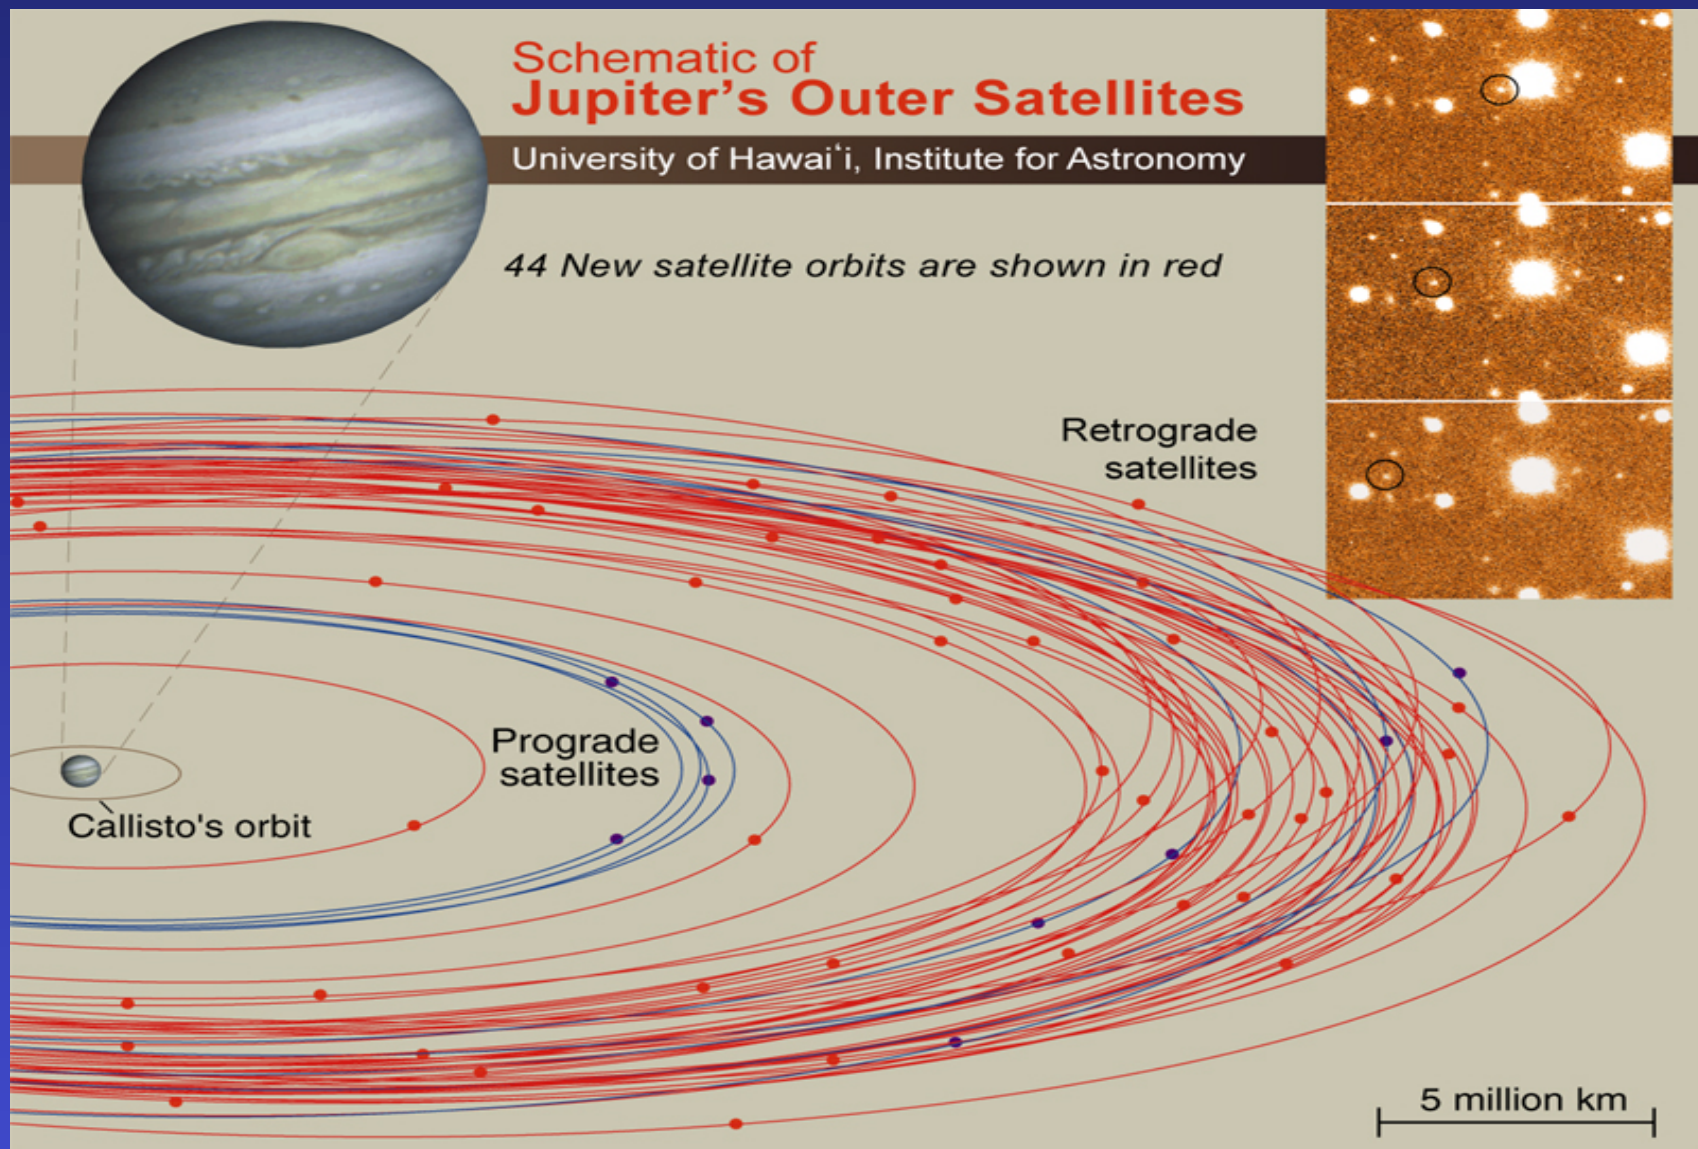 Schematic of
Jupiter's Outer Satellites
University of Hawaiʻi, Institute for Astronomy
44 New satellite orbits are shown in red
Retrograde
satellites
Prograde
satellites
Callisto's orbit
5 million km